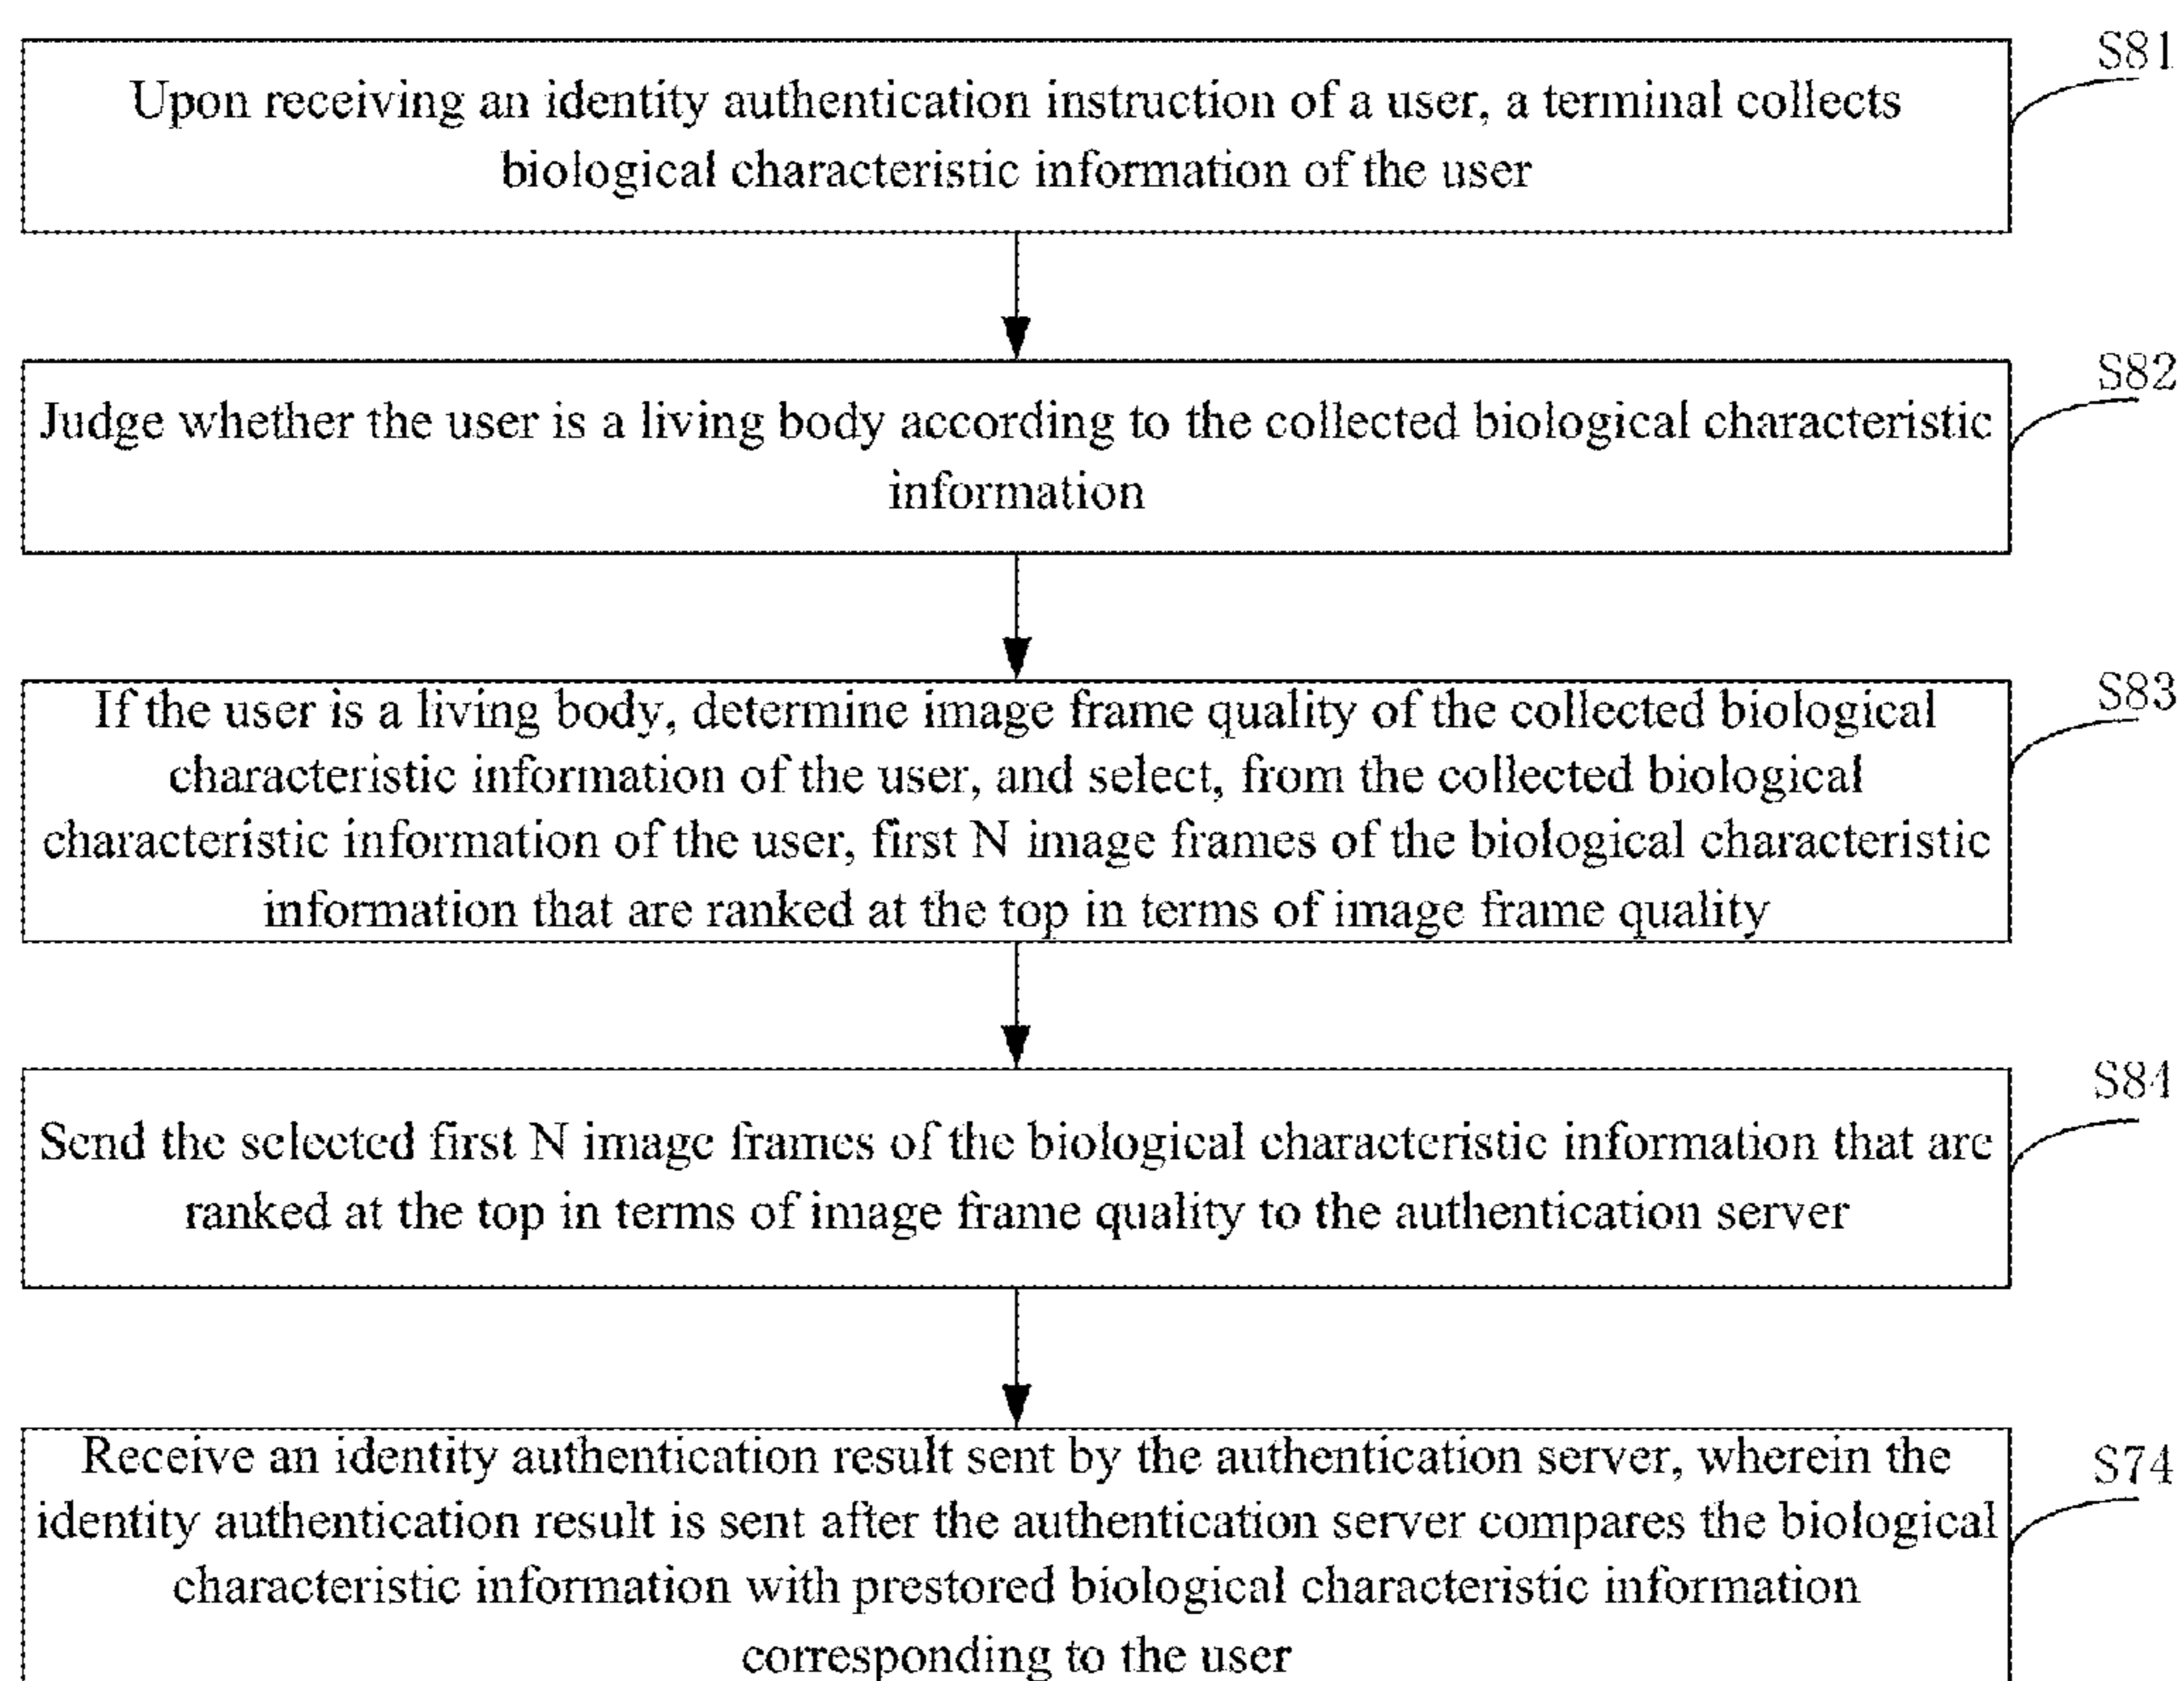 S81
Upon receiving an identity authentication instruction of a user, a terminal collects
biological characteristic information of the user
S82
Judge whether the user is a living body according to the collected biological characteristic
information
S83
If the user is a living body, determine image frame quality of the collected biological
characteristic information of the user, and select, from the collected biological
characteristic information of the user, first N image frames of the biological characteristic
information that are ranked at the top in terms of image frame quality
S84
Send the selected first N image frames of the biological characteristic information that are
ranked at the top in terms of image frame quality to the authentication server
S74
Receive an identity authentication result sent by the authentication server, wherein the
identity authentication result is sent after the authentication server compares the biological
characteristic information with prestored biological characteristic information
corresponding to the user